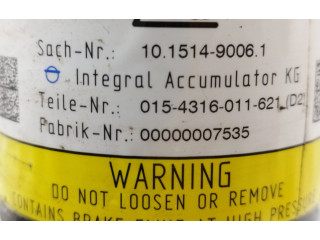 Sach-Nr.: 10.1514-9006.1
Integral Accumulator KG
Teile-Nr.: 015-4316-011-621 (D2)
Fabrik-Nr.: 00000007535
WARNING
DO NOT LOOSEN OR REMOVE
CONTAINS BRAKE FLUID AT HIGH PRESSURE